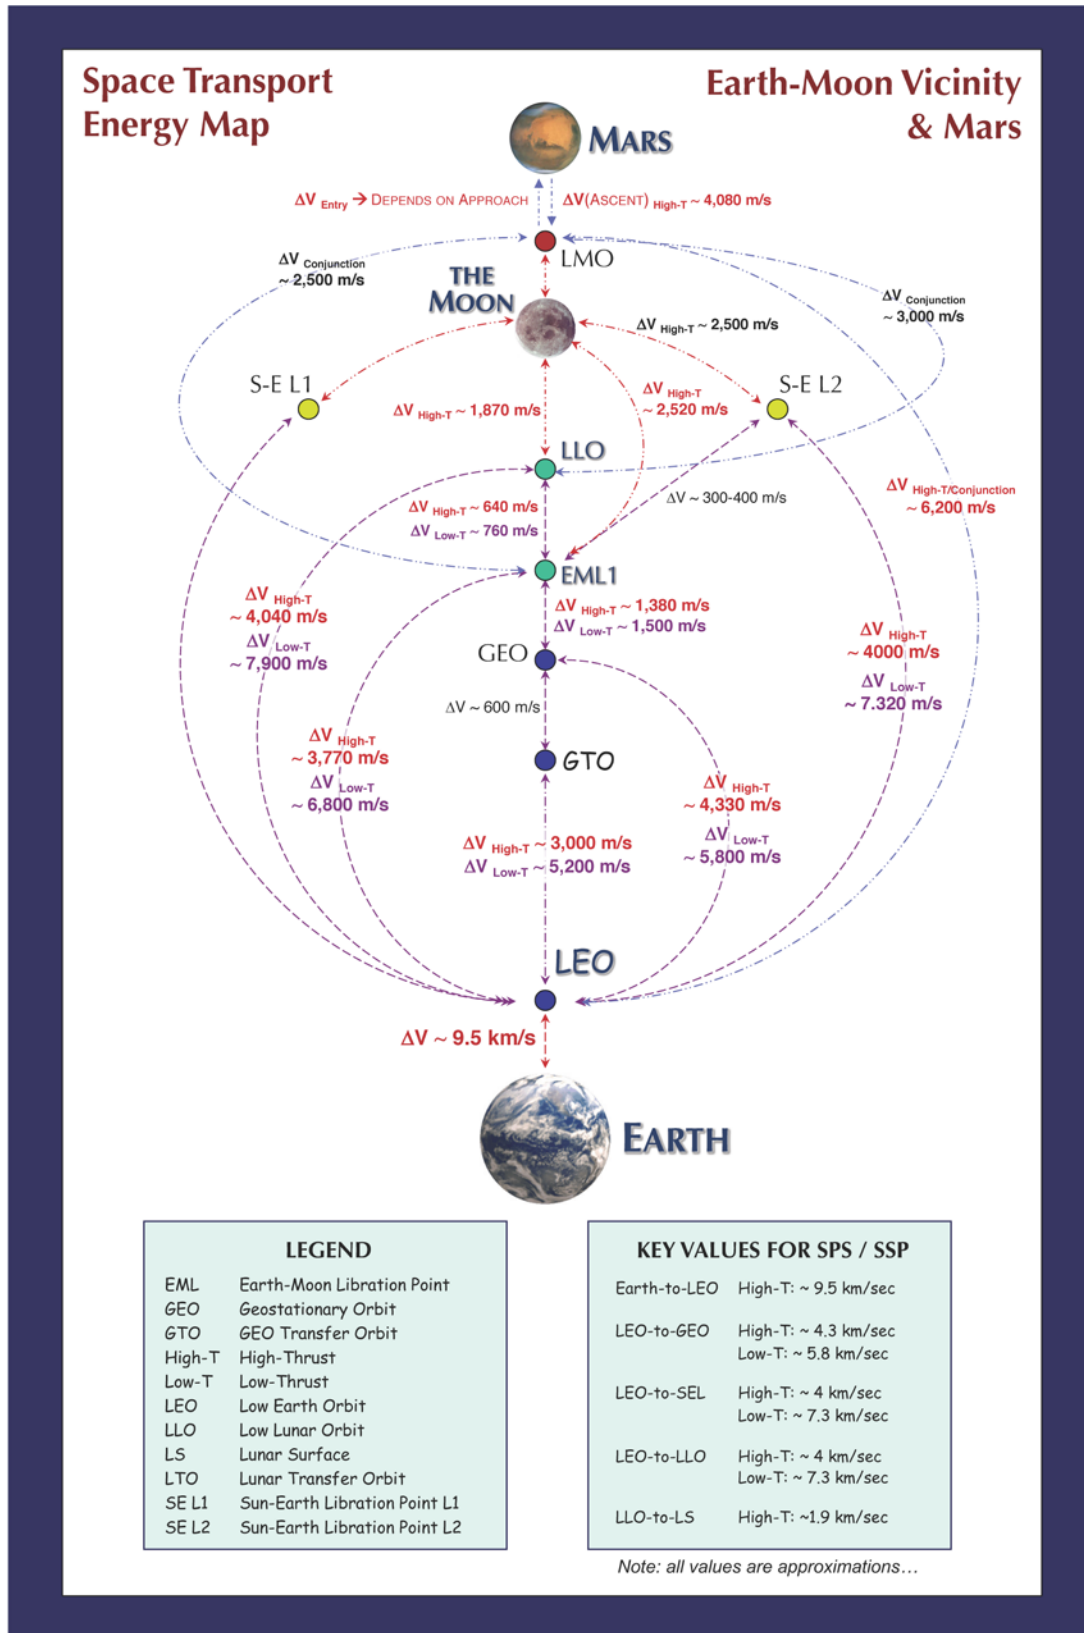 Space Transport
Energy Map
Earth-Moon Vicinity
& Mars
MARS
ΔV Entry → DEPENDS ON APPROACH
ΔV(ASCENT) High-T ~ 4,080 m/s
LMO
ΔV Conjunction
~ 2,500 m/s
THE
MOON
ΔV Conjunction
~ 3,000 m/s
ΔV High-T ~ 2,500 m/s
S-E L1
S-E L2
ΔV High-T ~ 1,870 m/s
ΔV High-T
~ 2,520 m/s
LLO
ΔV High-T ~ 640 m/s
ΔV Low-T ~ 760 m/s
ΔV ~ 300-400 m/s
ΔV High-T/Conjunction
~ 6,200 m/s
EML1
ΔV High-T
~ 4,040 m/s
ΔV Low-T
~ 7,900 m/s
ΔV High-T ~ 1,380 m/s
ΔV Low-T ~ 1,500 m/s
ΔV High-T
~ 4000 m/s
ΔV Low-T
~ 7.320 m/s
GEO
ΔV ~ 600 m/s
GTO
ΔV High-T
~ 3,770 m/s
ΔV Low-T
~ 6,800 m/s
ΔV High-T
~ 4,330 m/s
ΔV Low-T
~ 5,800 m/s
ΔV High-T ~ 3,000 m/s
ΔV Low-T ~ 5,200 m/s
LEO
ΔV ~ 9.5 km/s
EARTH
LEGEND
EML Earth-Moon Libration Point
GEO Geostationary Orbit
GTO GEO Transfer Orbit
High-T High-Thrust
Low-T Low-Thrust
LEO Low Earth Orbit
LLO Low Lunar Orbit
LS Lunar Surface
LTO Lunar Transfer Orbit
SE L1 Sun-Earth Libration Point L1
SE L2 Sun-Earth Libration Point L2
KEY VALUES FOR SPS / SSP
Earth-to-LEO High-T: ~ 9.5 km/sec
LEO-to-GEO High-T: ~ 4.3 km/sec
Low-T: ~ 5.8 km/sec
LEO-to-SEL High-T: ~ 4 km/sec
Low-T: ~ 7.3 km/sec
LEO-to-LLO High-T: ~ 4 km/sec
Low-T: ~ 7.3 km/sec
LLO-to-LS High-T: ~1.9 km/sec
Note: all values are approximations…